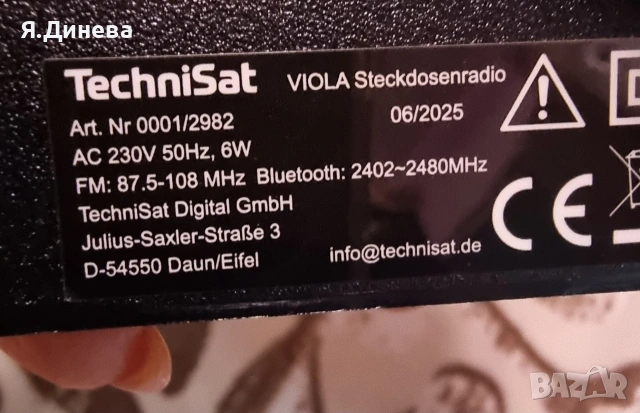 Я.Динева
TechniSat
VIOLA Steckdosenradio
06/2025
Art. Nr 0001/2982
AC 230V 50Hz, 6W
FM: 87.5-108 MHz Bluetooth: 2402~2480MHz
TechniSat Digital GmbH
Julius-Saxler-Straße 3
D-54550 Daun/Eifel
info@technisat.de
CE
BAZAR